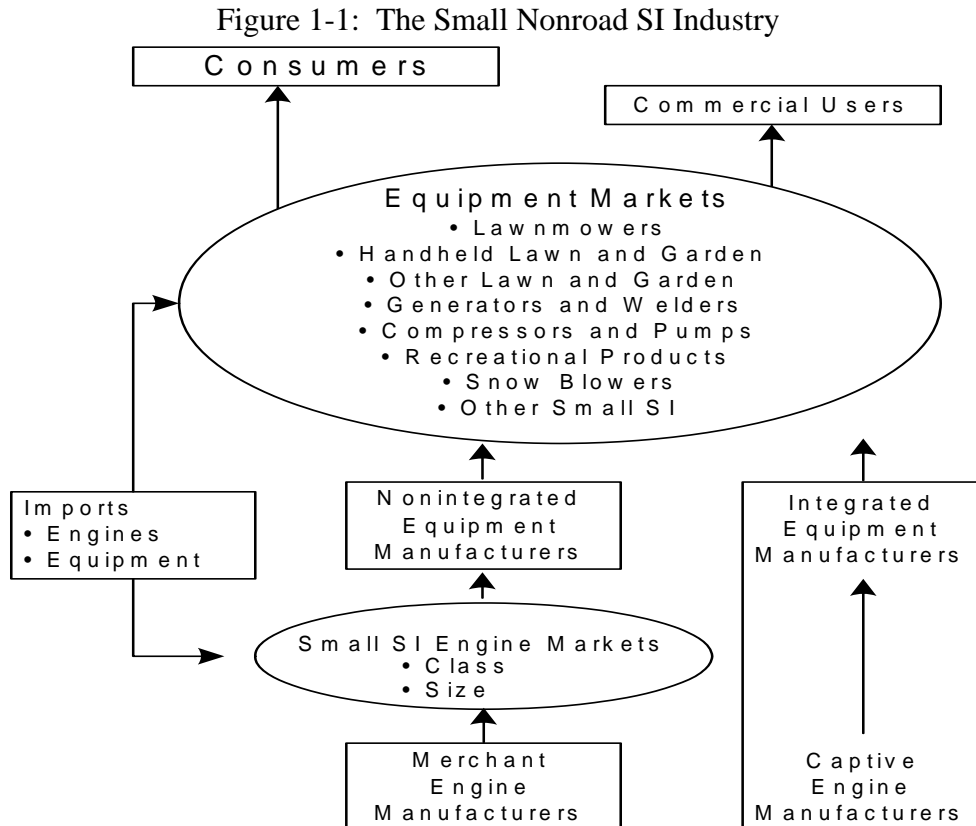 Figure 1-1: The Small Nonroad SI Industry
Consumers
Commercial Users
Equipment Markets
• Lawnmowers
• Handheld Lawn and Garden
• Other Lawn and Garden
• Generators and Welders
• Compressors and Pumps
• Recreational Products
• Snow Blowers
• Other Small SI
Imports
• Engines
• Equipment
Nonintegrated
Equipment
Manufacturers
Integrated
Equipment
Manufacturers
Small SI Engine Markets
• Class
• Size
Merchant
Engine
Manufacturers
Captive
Engine
Manufacturers